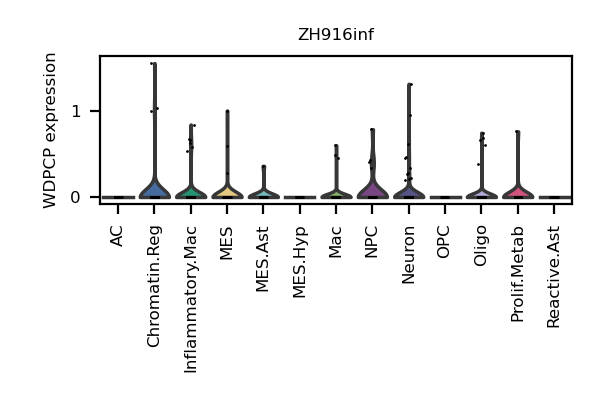 ZH916inf
WDPCP expression
1
0
AC
Chromatin.Reg
Inflammatory.Mac
MES
MES.Ast
MES.Hyp
Mac
NPC
Neuron
OPC
Oligo
Prolif.Metab
Reactive.Ast